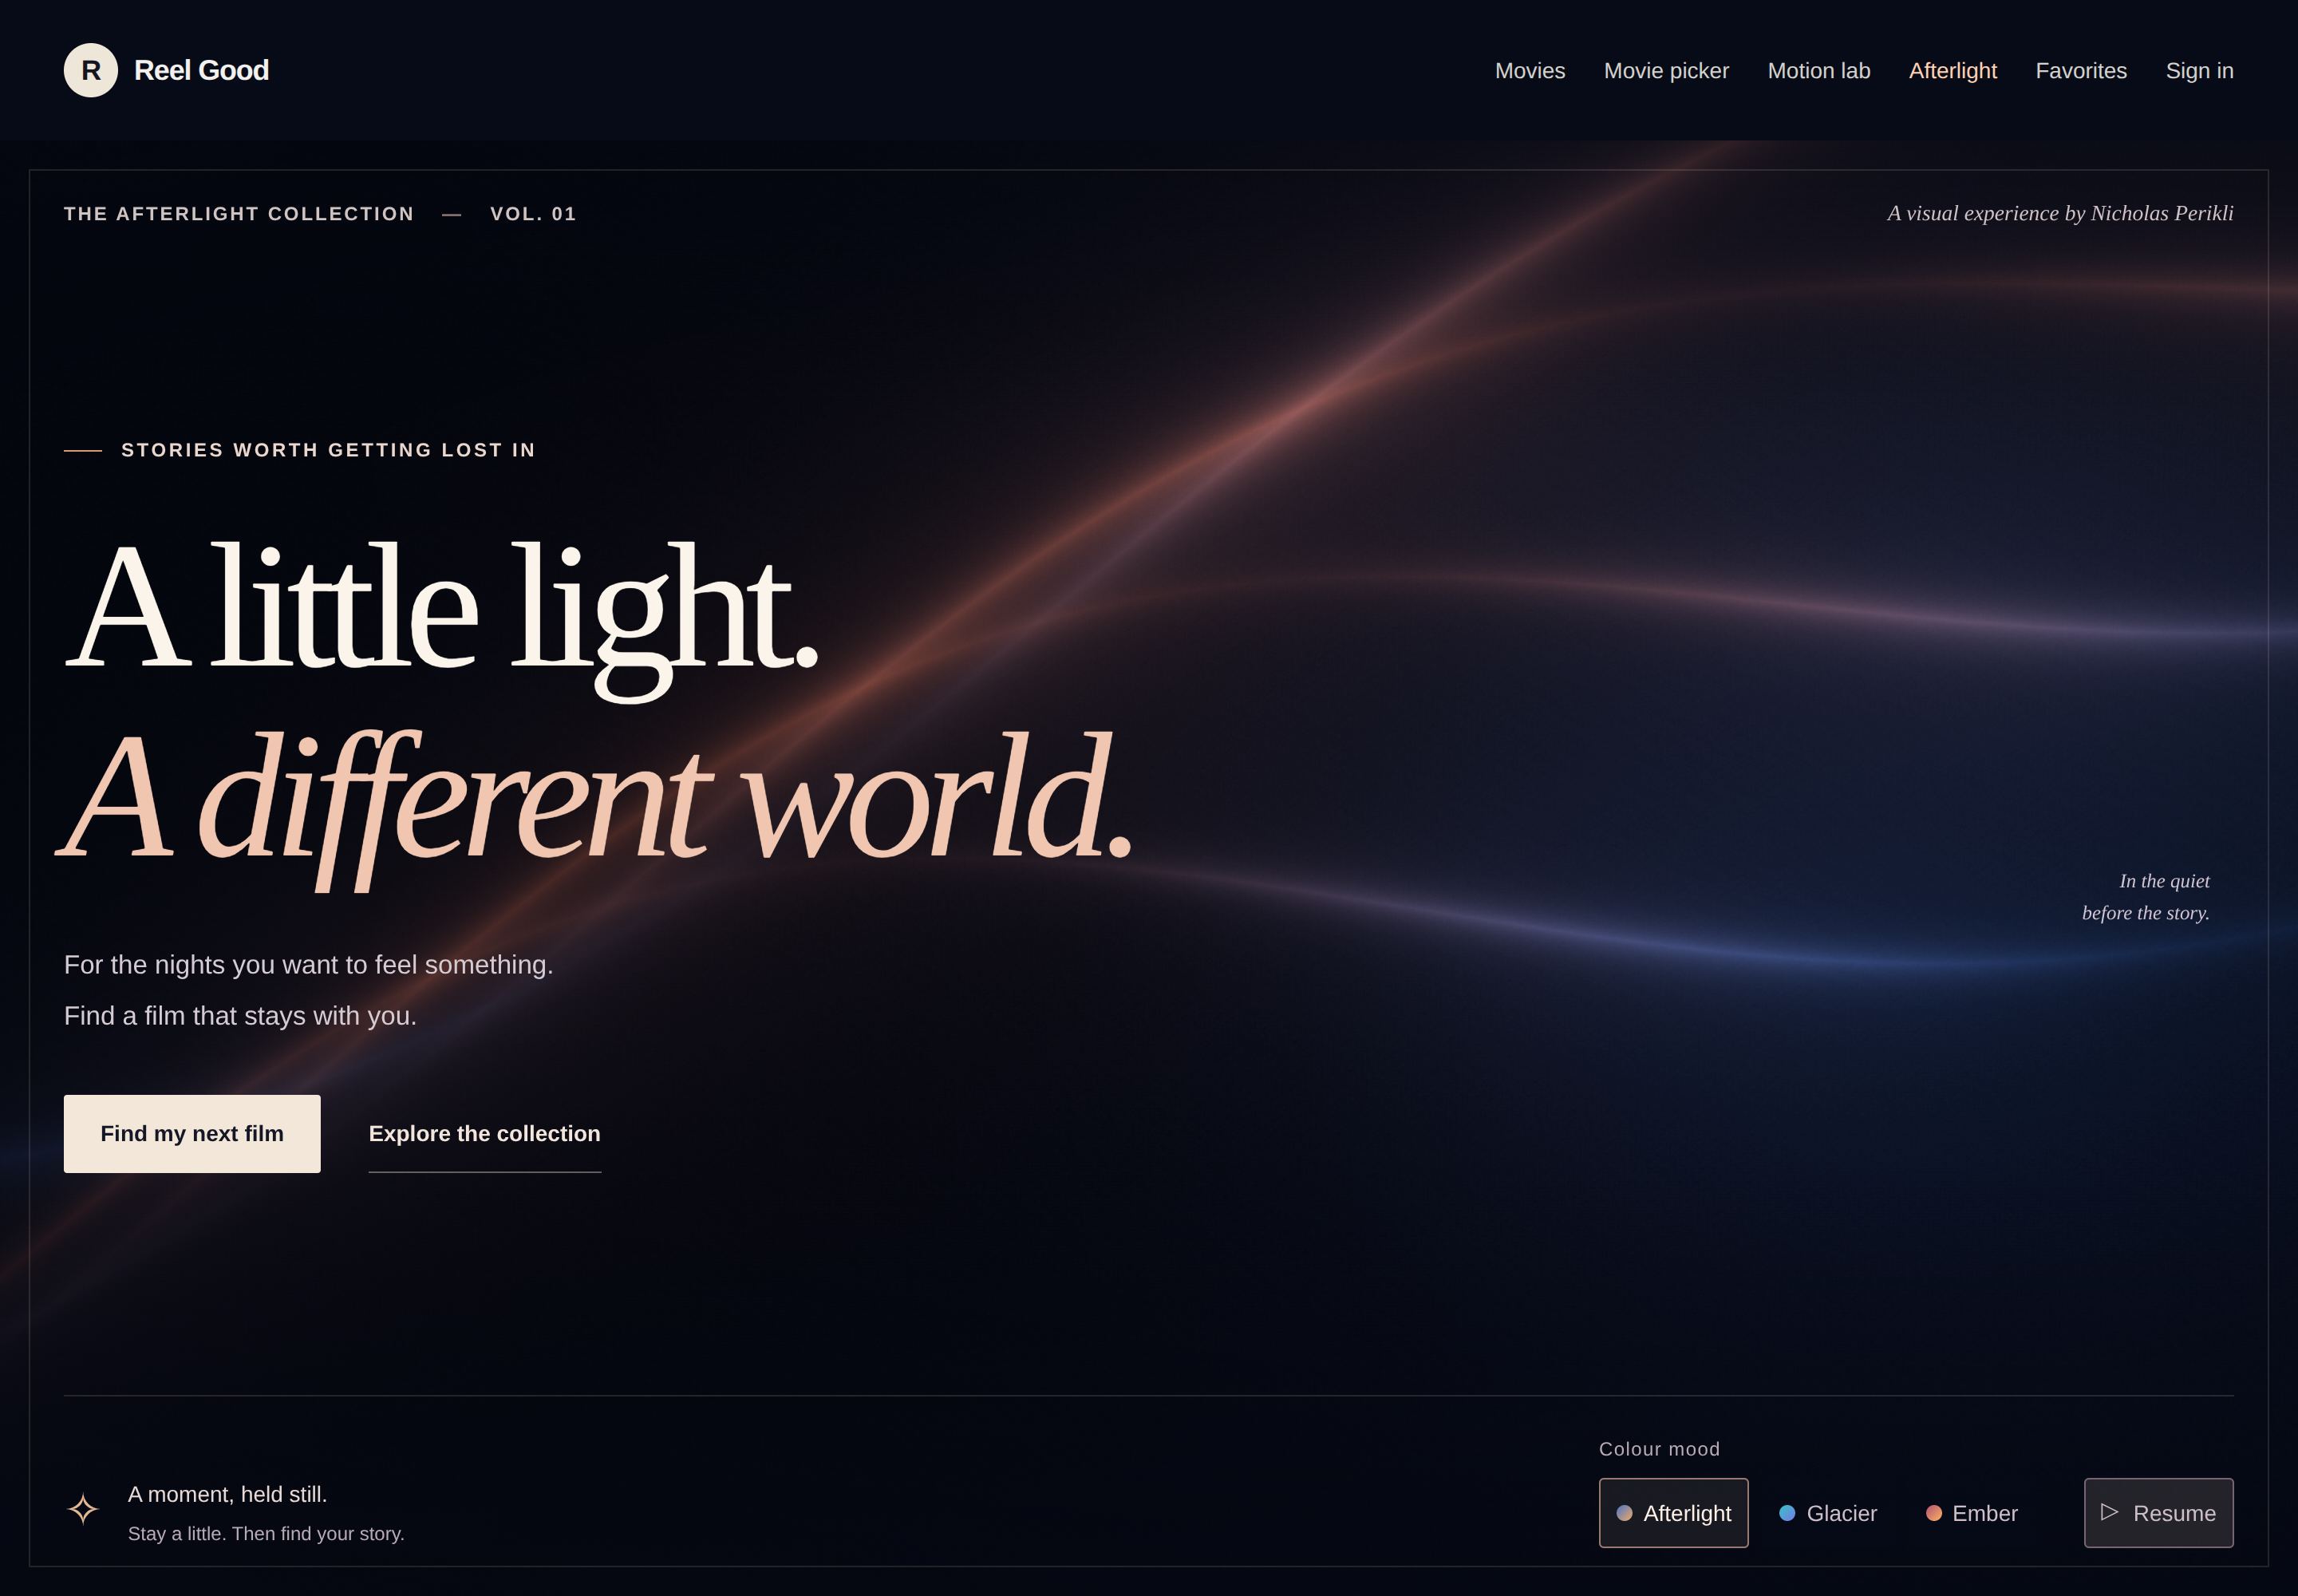 R Reel Good
Movies Movie picker Motion lab Afterlight Favorites Sign in
THE AFTERLIGHT COLLECTION — VOL. 01
A visual experience by Nicholas Perikli
STORIES WORTH GETTING LOST IN
A little light.
A different world.
In the quiet
before the story.
For the nights you want to feel something.
Find a film that stays with you.
Find my next film
Explore the collection
A moment, held still.
Stay a little. Then find your story.
Colour mood
Afterlight Glacier Ember Resume